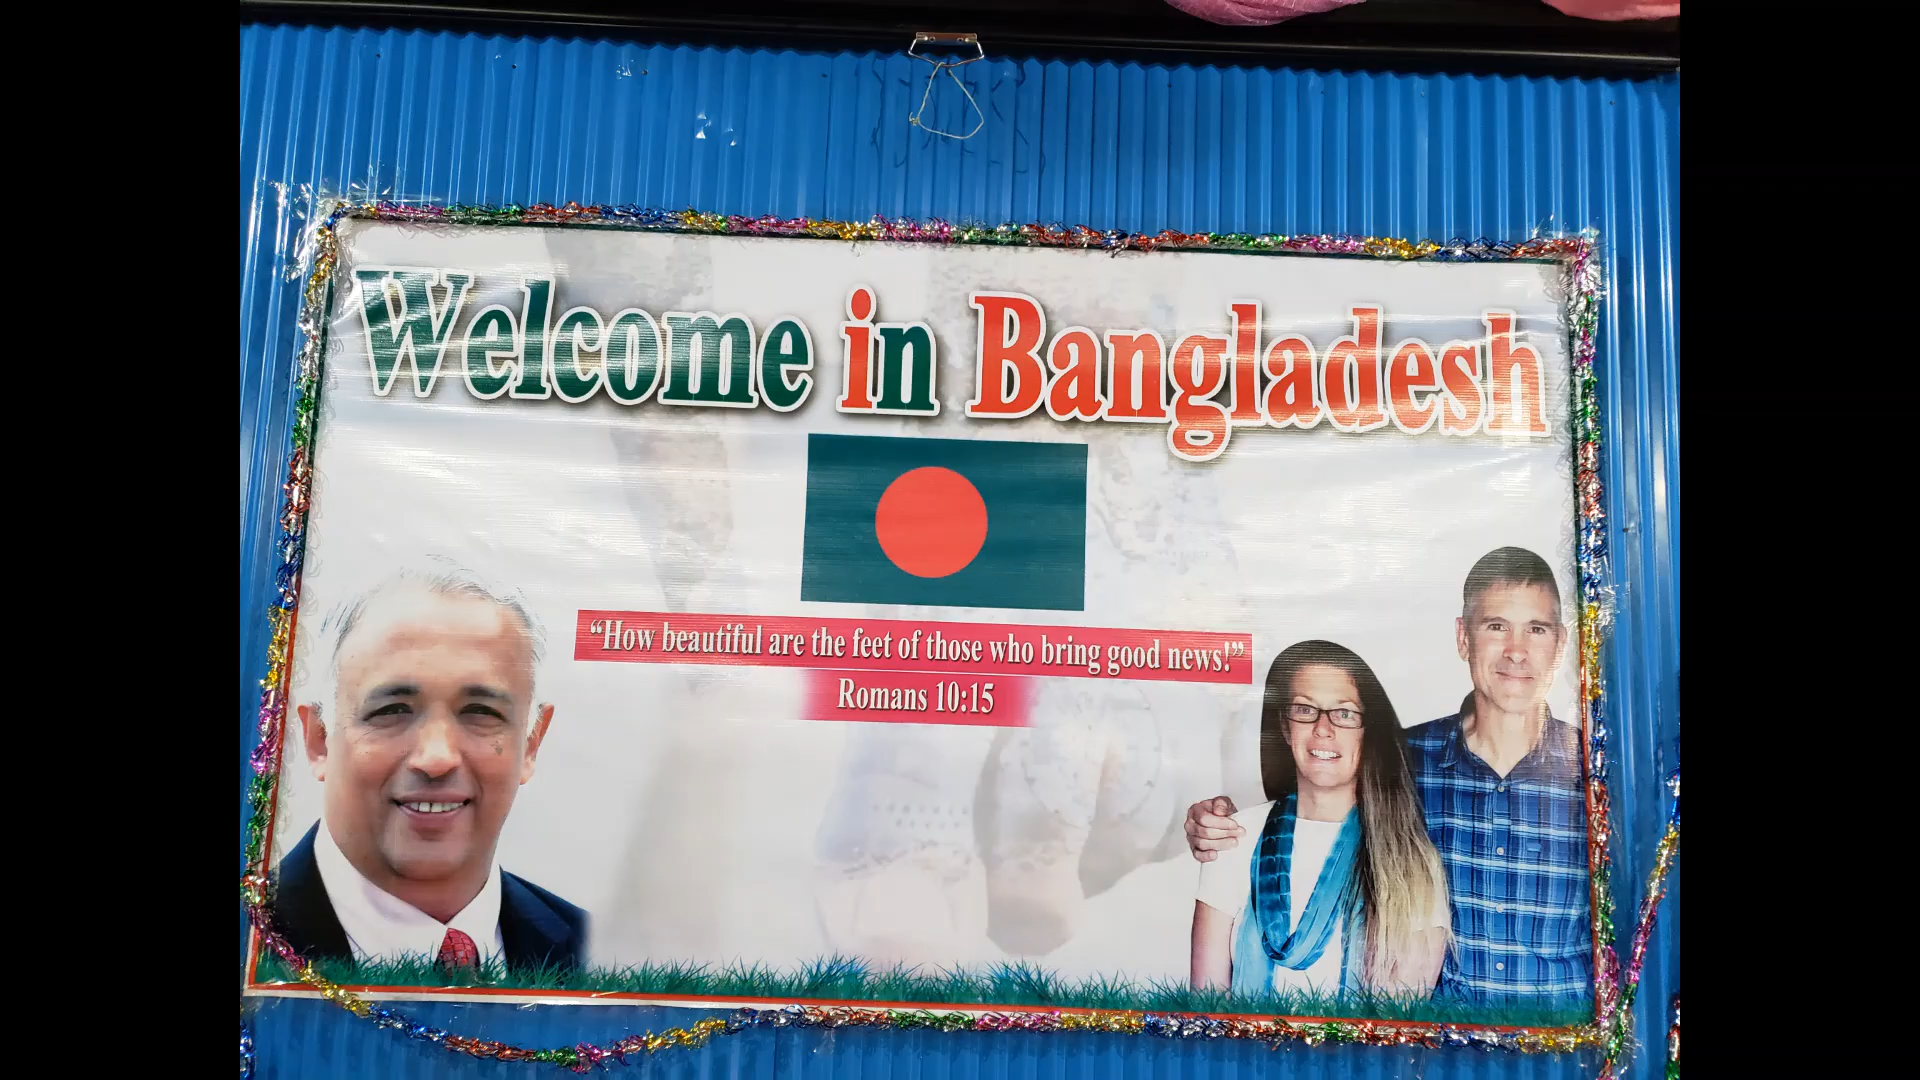 Welcome in Bangladesh
“How beautiful are the feet of those who bring good news!”
Romans 10:15